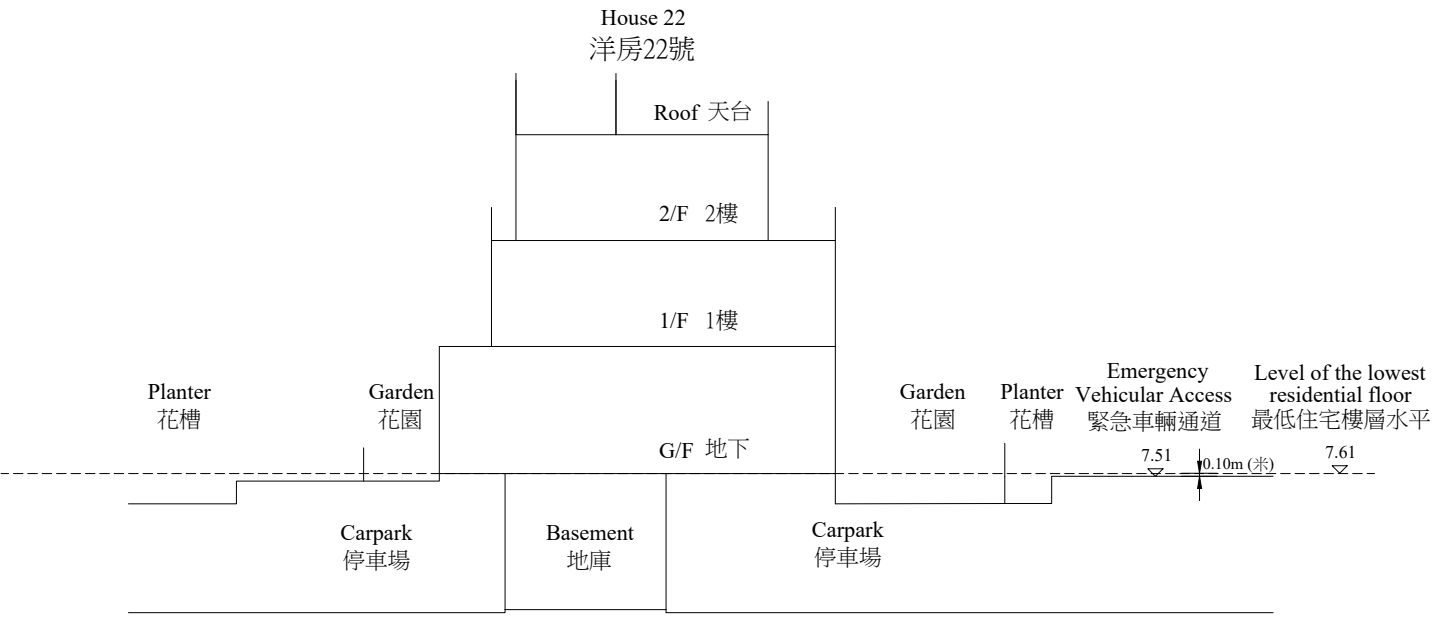 House 22
洋房22號
Roof 天台
2/F 2樓
1/F 1樓
Planter
花槽
Garden
花園
G/F 地下
Garden
花園
Planter
花槽
Emergency
Vehicular Access
緊急車輛通道
Level of the lowest
residential floor
最低住宅樓層水平
7.51
0.10m (米)
7.61
Carpark
停車場
Basement
地庫
Carpark
停車場